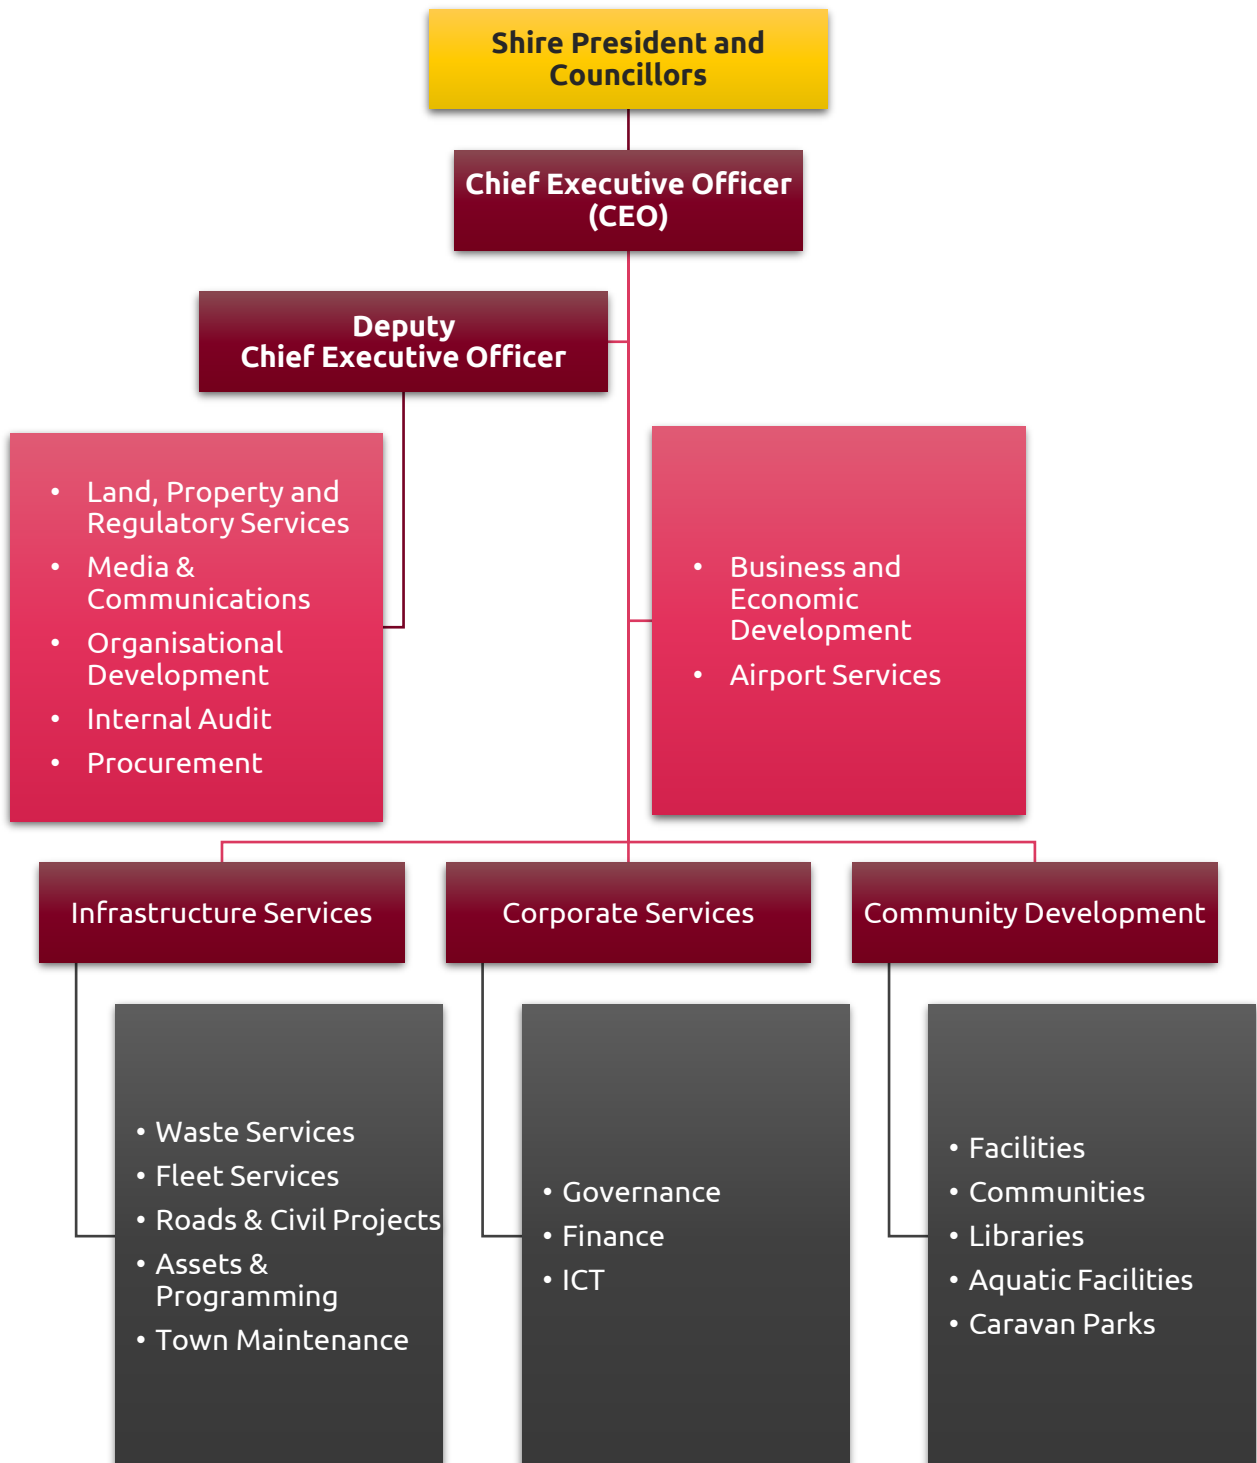 Shire President and
Councillors
Chief Executive Officer
(CEO)
Deputy
Chief Executive Officer
• Land, Property and
Regulatory Services
• Media &
Communications
• Organisational
Development
• Internal Audit
• Procurement
• Business and
Economic
Development
• Airport Services
Infrastructure Services
Corporate Services
Community Development
• Waste Services
• Fleet Services
• Roads & Civil Projects
• Assets &
Programming
• Town Maintenance
• Governance
• Finance
• ICT
• Facilities
• Communities
• Libraries
• Aquatic Facilities
• Caravan Parks